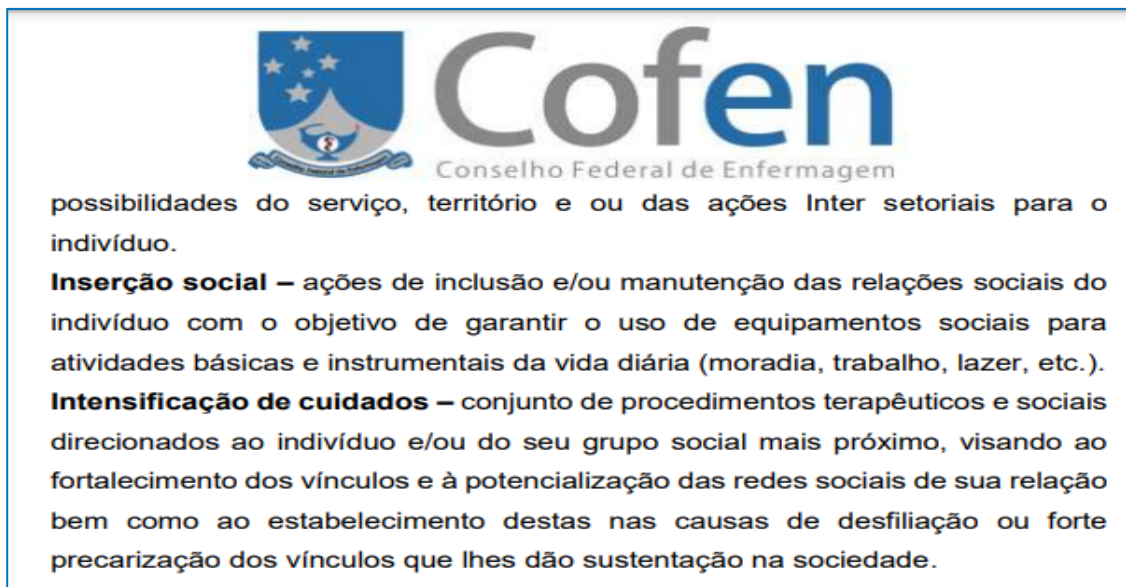 Cofen
Conselho Federal de Enfermagem
possibilidades do serviço, território e ou das ações Inter setoriais para o
indivíduo.
Inserção social – ações de inclusão e/ou manutenção das relações sociais do
indivíduo com o objetivo de garantir o uso de equipamentos sociais para
atividades básicas e instrumentais da vida diária (moradia, trabalho, lazer, etc.).
Intensificação de cuidados – conjunto de procedimentos terapêuticos e sociais
direcionados ao indivíduo e/ou do seu grupo social mais próximo, visando ao
fortalecimento dos vínculos e à potencialização das redes sociais de sua relação
bem como ao estabelecimento destas nas causas de desfiliação ou forte
precarização dos vínculos que lhes dão sustentação na sociedade.